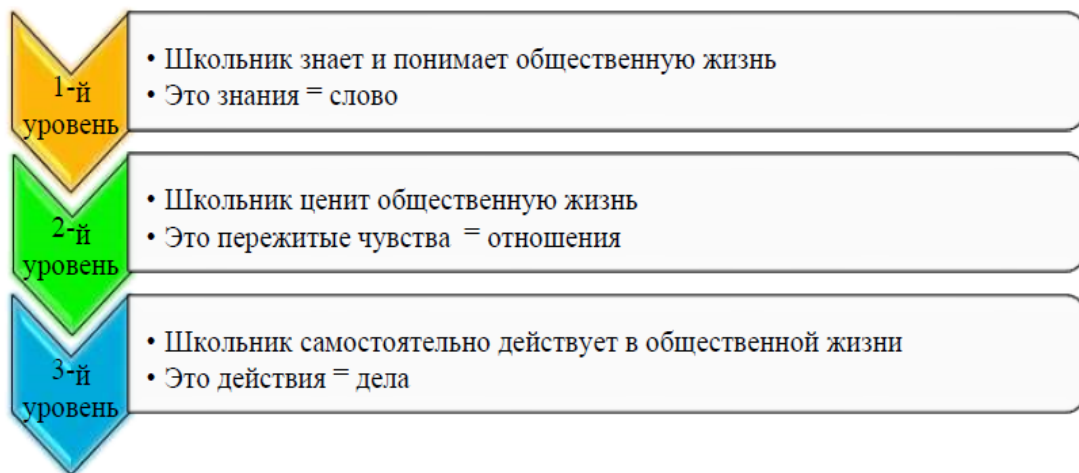 1-й
уровень
• Школьник знает и понимает общественную жизнь
• Это знания = слово
2-й
уровень
• Школьник ценит общественную жизнь
• Это пережитые чувства = отношения
3-й
уровень
• Школьник самостоятельно действует в общественной жизни
• Это действия = дела